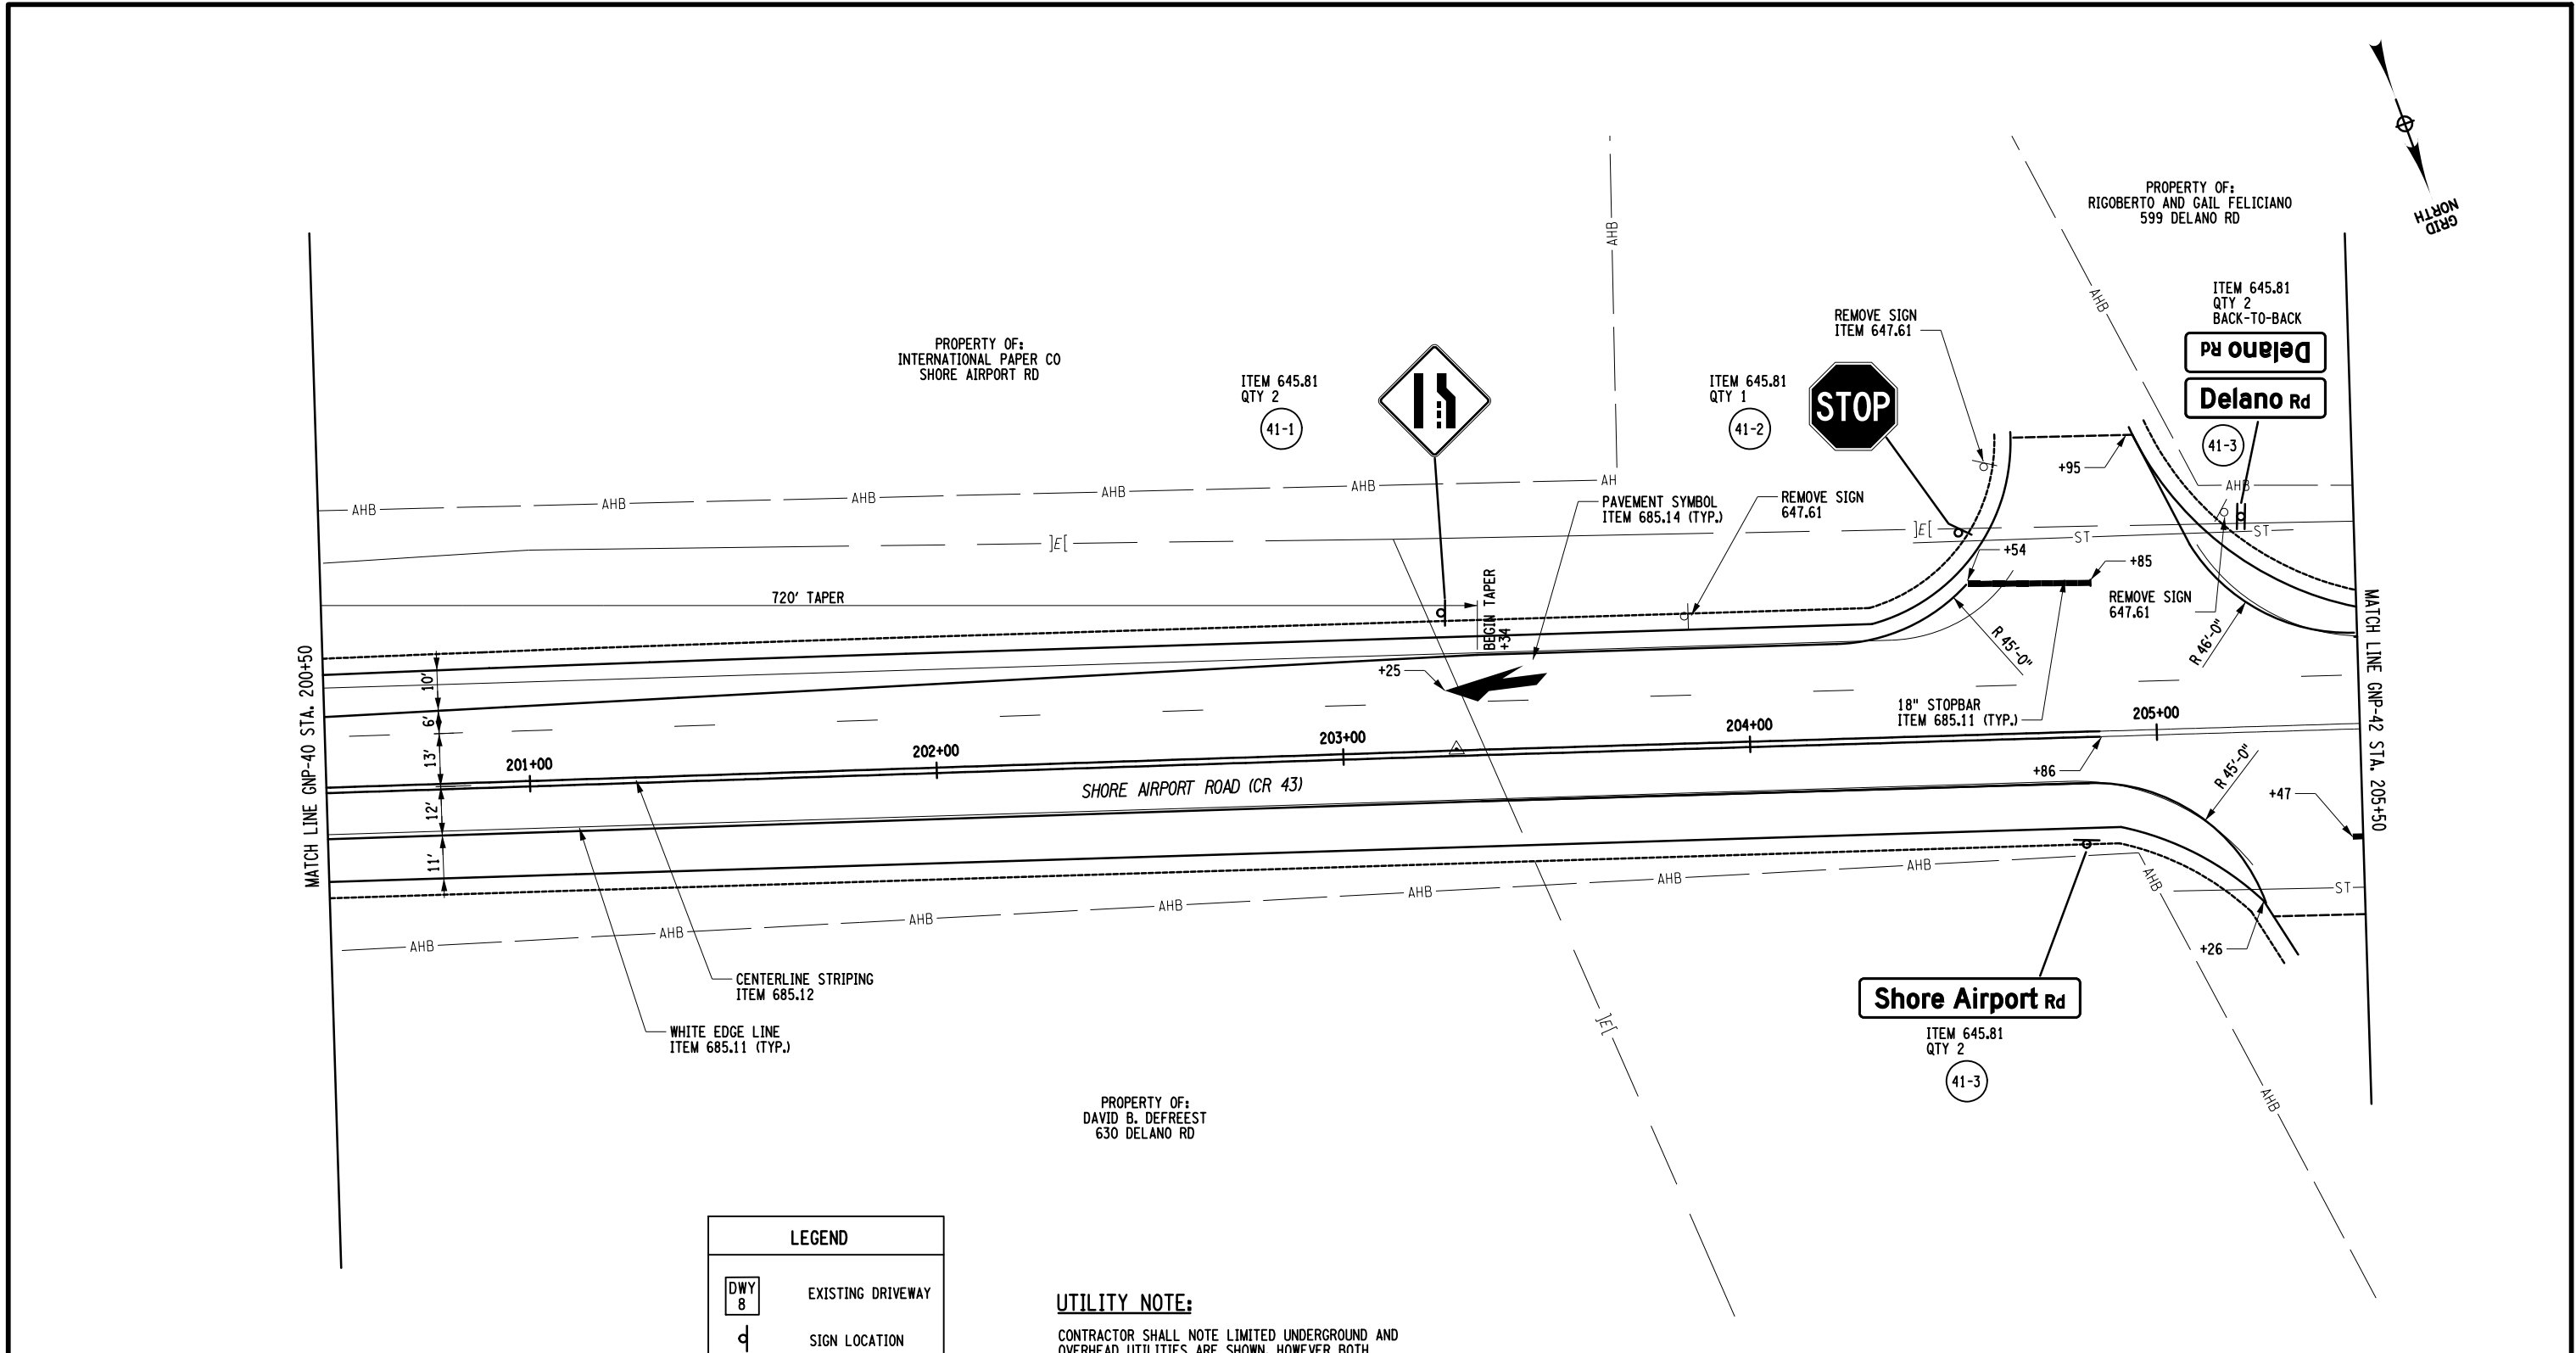 GRID
NORTH
PROPERTY OF:
RIGOBERTO AND GAIL FELICIANO
599 DELANO RD
AHB
AHB
ITEM 645.81
QTY 2
BACK-TO-BACK
Delano Rd
Delano Rd
41-3
REMOVE SIGN
ITEM 647.61
PROPERTY OF:
INTERNATIONAL PAPER CO
SHORE AIRPORT RD
ITEM 645.81
QTY 2
41-1
ITEM 645.81
QTY 1
41-2
STOP
+95
AHB
AHB
AHB
AHB
AHB
AH
AHB
PAVEMENT SYMBOL
ITEM 685.14 (TYP.)
REMOVE SIGN
647.61
]E[
]E[
ST
ST
+54
+85
720' TAPER
BEGIN TAPER
+34
REMOVE SIGN
647.61
R 45'-0"
R 46'-0"
MATCH LINE GNP-40 STA. 200+50
MATCH LINE GNP-42 STA. 205+50
10'
6'
13'
12'
11'
+25
18" STOPBAR
ITEM 685.11 (TYP.)
201+00
202+00
203+00
204+00
205+00
SHORE AIRPORT ROAD (CR 43)
+86
R 45'-0"
+47
AHB
AHB
AHB
AHB
AHB
AHB
AHB
AHB
ST
+26
CENTERLINE STRIPING
ITEM 685.12
WHITE EDGE LINE
ITEM 685.11 (TYP.)
]E[
Shore Airport Rd
ITEM 645.81
QTY 2
41-3
AHB
PROPERTY OF:
DAVID B. DEFREEST
630 DELANO RD
LEGEND
DWY
8
EXISTING DRIVEWAY
SIGN LOCATION
UTILITY NOTE:
CONTRACTOR SHALL NOTE LIMITED UNDERGROUND AND
OVERHEAD UTILITIES ARE SHOWN, HOWEVER BOTH